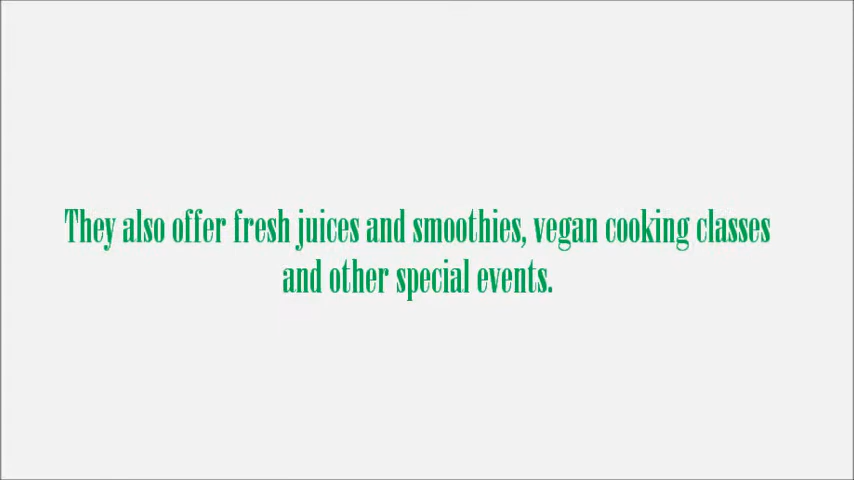 They also offer fresh juices and smoothies, vegan cooking classes
and other special events.